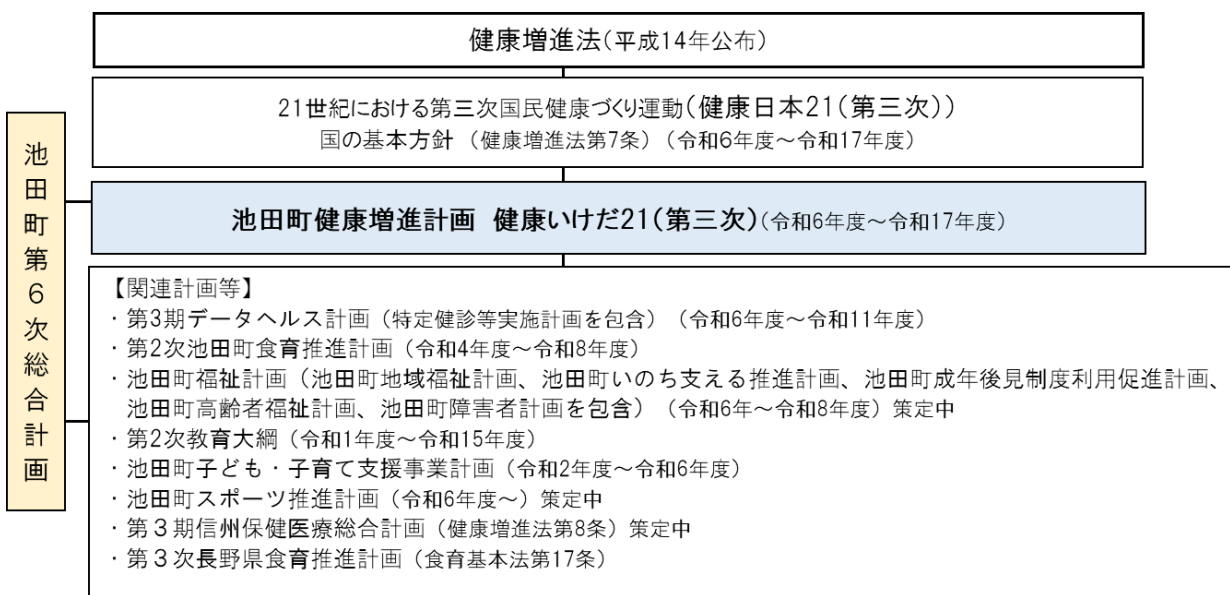 健康増進法(平成14年公布)
21世紀における第三次国民健康づくり運動(健康日本21(第三次))
国の基本方針 (健康増進法第7条) (令和6年度～令和17年度)
池田町第6次総合計画
池田町健康増進計画 健康いけだ21(第三次)(令和6年度～令和17年度)
【関連計画等】
・第3期データヘルス計画 (特定健診等実施計画を包含) (令和6年度～令和11年度)
・第2次池田町食育推進計画 (令和4年度～令和8年度)
・池田町福祉計画 (池田町地域福祉計画、池田町いのち支える推進計画、池田町成年後見制度利用促進計画、
池田町高齢者福祉計画、池田町障害者計画を包含) (令和6年～令和8年度) 策定中
・第2次教育大綱 (令和1年度～令和15年度)
・池田町子ども・子育て支援事業計画 (令和2年度～令和6年度)
・池田町スポーツ推進計画 (令和6年度～) 策定中
・第３期信州保健医療総合計画 (健康増進法第8条) 策定中
・第３次長野県食育推進計画 (食育基本法第17条)